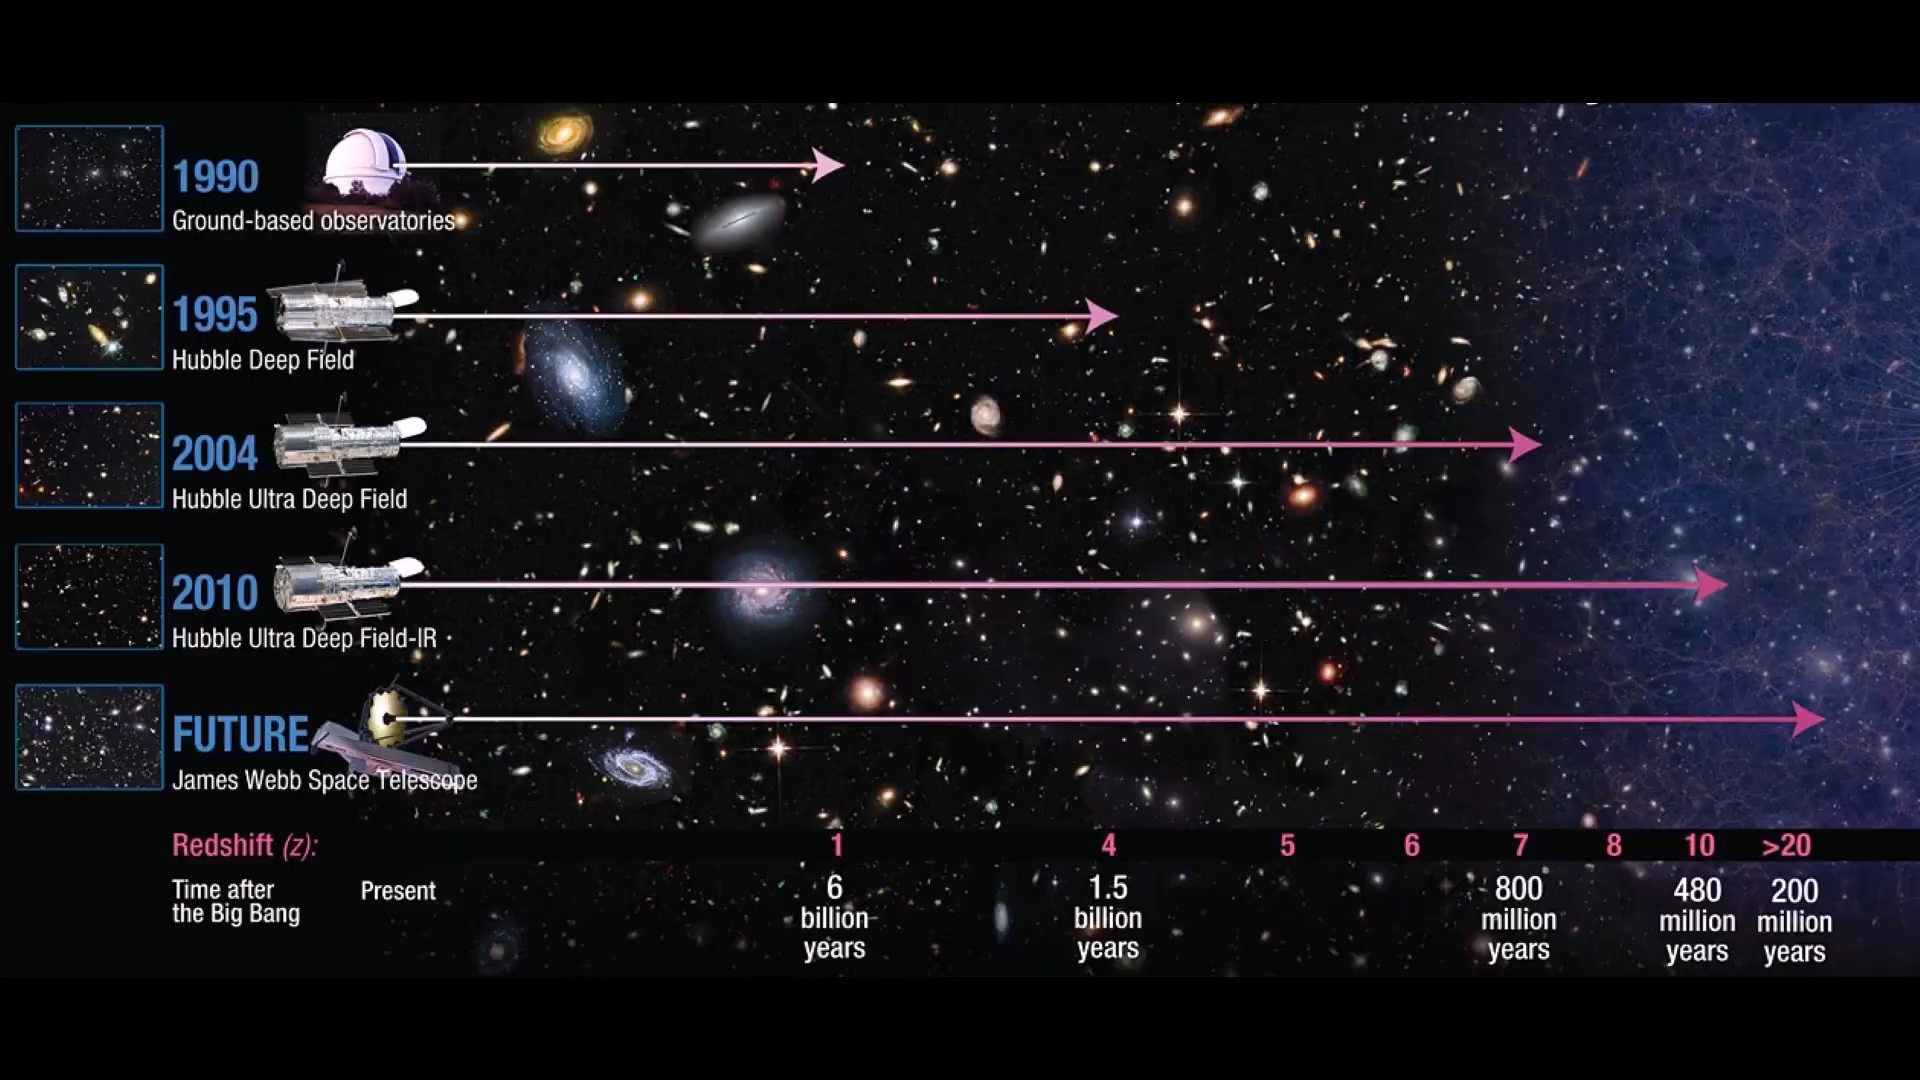 1990
Ground-based observatories
1995
Hubble Deep Field
2004
Hubble Ultra Deep Field
2010
Hubble Ultra Deep Field-IR
FUTURE
James Webb Space Telescope
Redshift (z): 1 4 5 6 7 8 10 >20
Time after
the Big Bang
Present
6
billion
years
1.5
billion
years
800
million
years
480
million
years
200
million
years